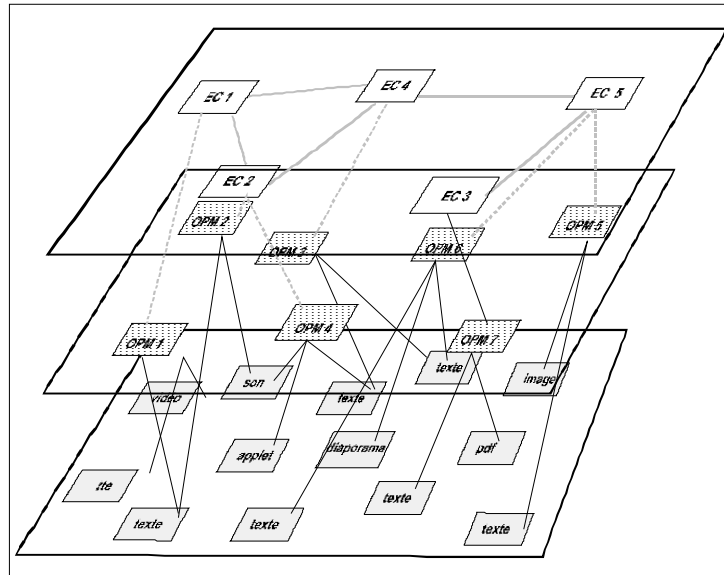 EC 1
EC 4
EC 5
EC 2
EC 3
OPM 2
OPM 3
OPM 6
OPM 5
OPM 1
OPM 4
OPM 7
video
son
texte
texte
image
applet
diaporama
pdf
texte
texte
texte
texte